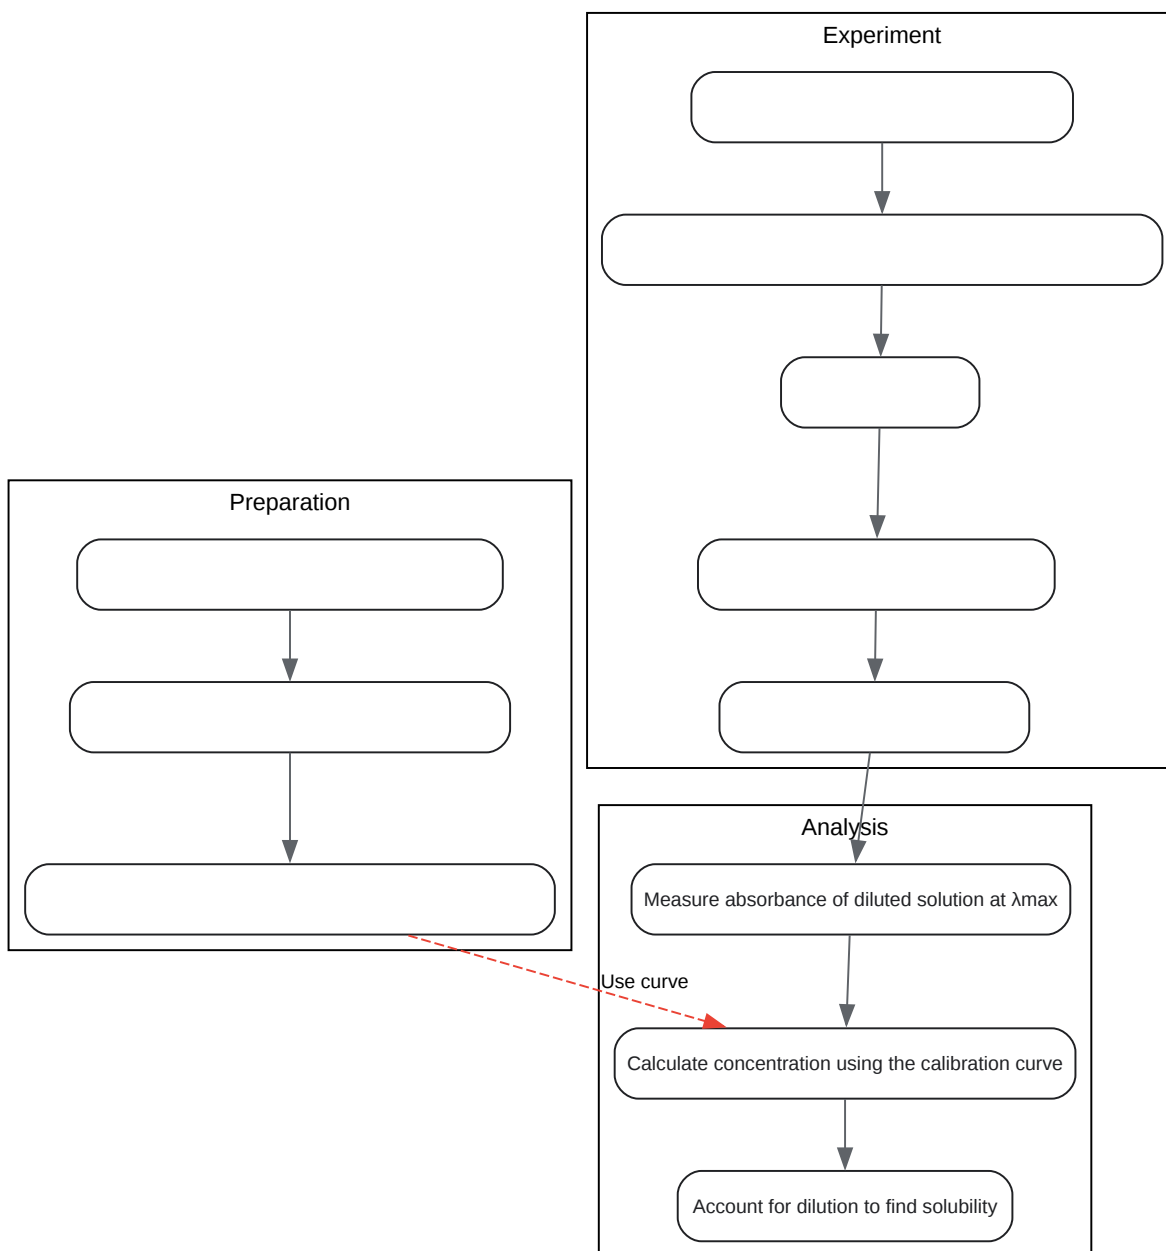 Experiment
Preparation
Analysis
Measure absorbance of diluted solution at λmax
Use curve
Calculate concentration using the calibration curve
Account for dilution to find solubility